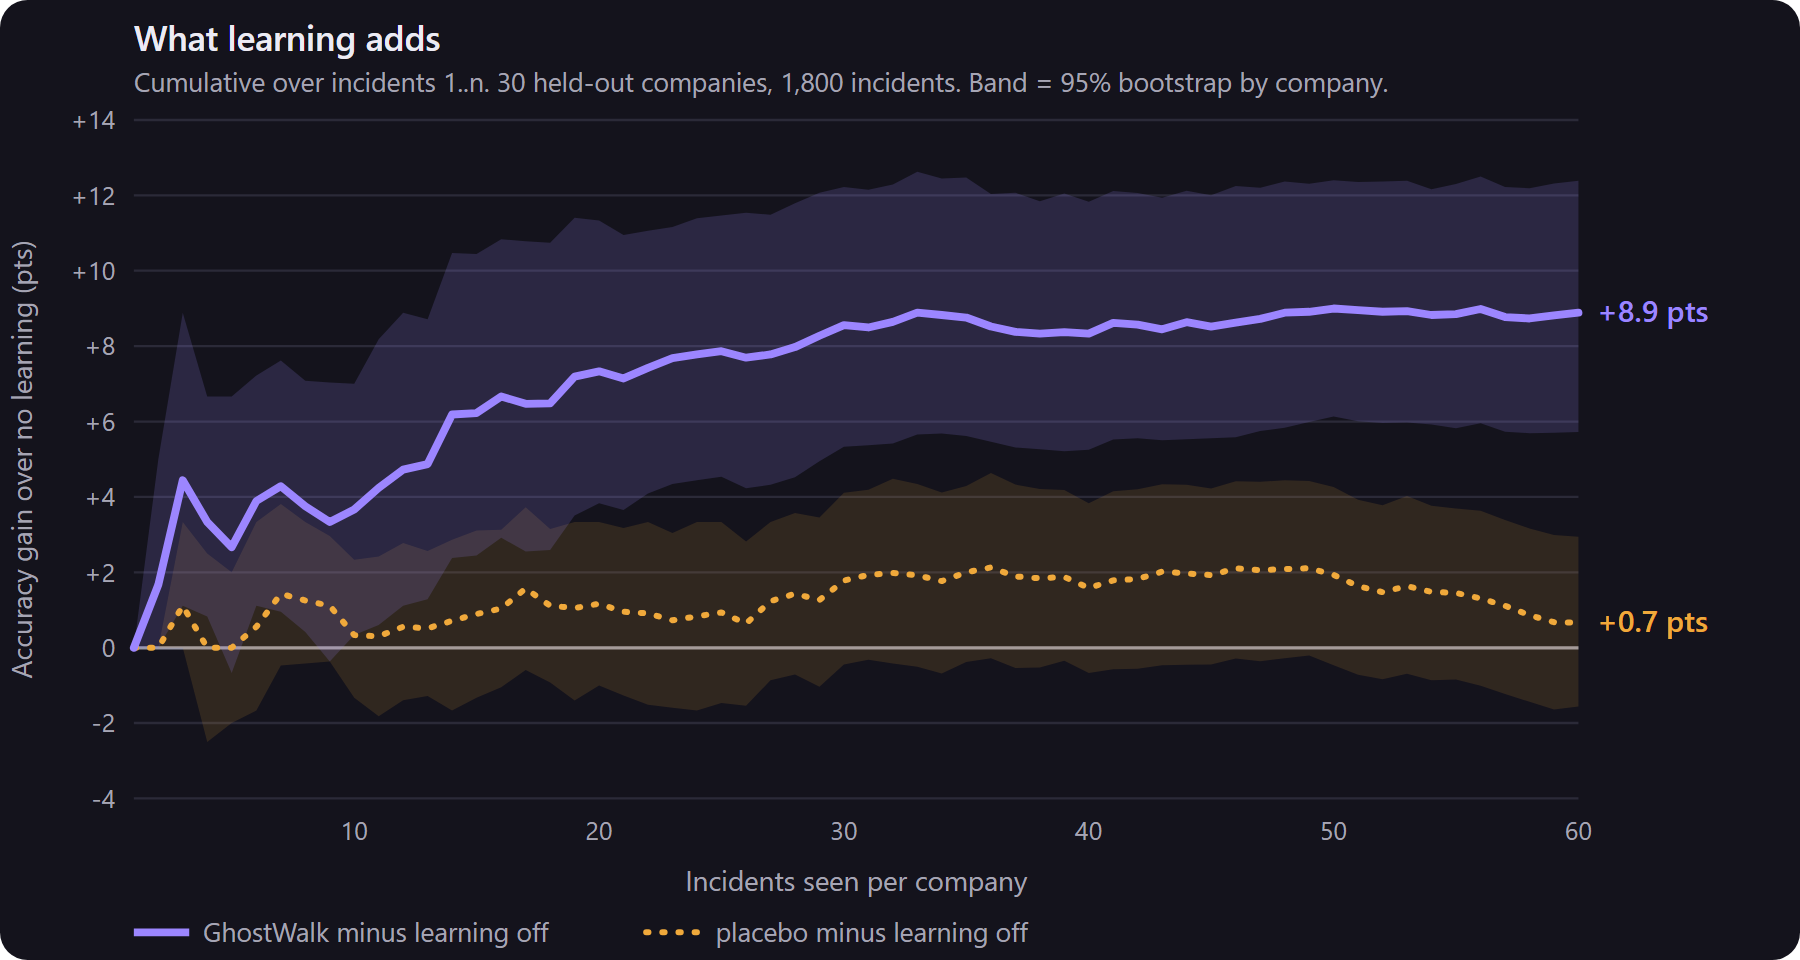 What learning adds
Cumulative over incidents 1..n. 30 held-out companies, 1,800 incidents. Band = 95% bootstrap by company.
Accuracy gain over no learning (pts)
+14
+12
+10
+8
+6
+4
+2
0
-2
-4
+8.9 pts
+0.7 pts
10 20 30 40 50 60
Incidents seen per company
GhostWalk minus learning off
placebo minus learning off